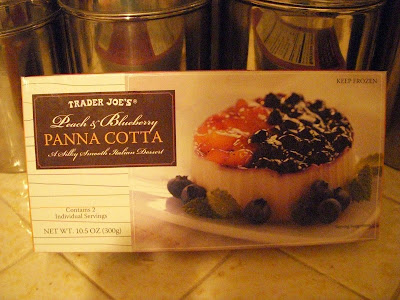 KEEP FROZEN
TRADER JOE'S®
Peach & Blueberry
PANNA COTTA
A Silky Smooth Italian Dessert
Contains 2
Individual Servings
NET WT. 10.5 OZ (300g)